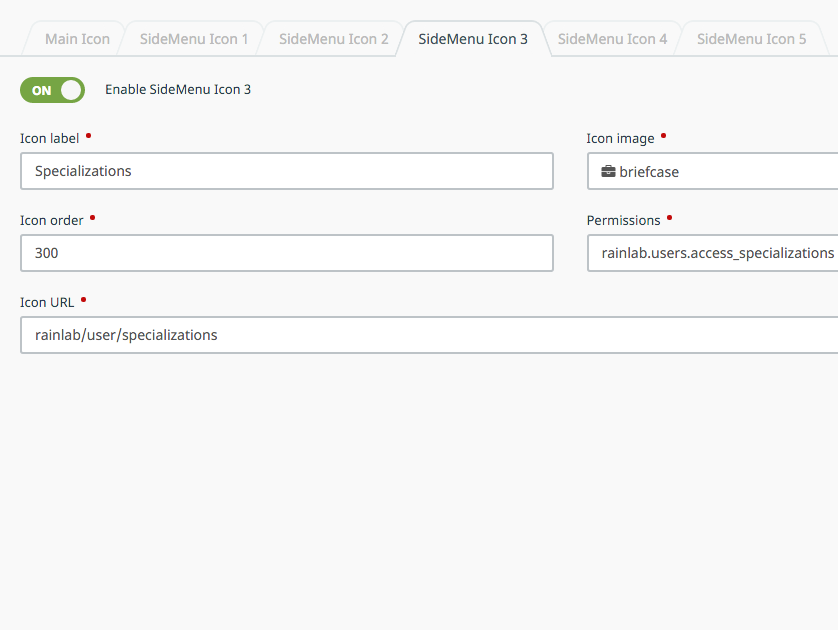 Main Icon SideMenu Icon 1 SideMenu Icon 2 SideMenu Icon 3 SideMenu Icon 4 SideMenu Icon 5
ON Enable SideMenu Icon 3
Icon label Icon image
Specializations briefcase
Icon order Permissions
300 rainlab.users.access_specializations
Icon URL
rainlab/user/specializations